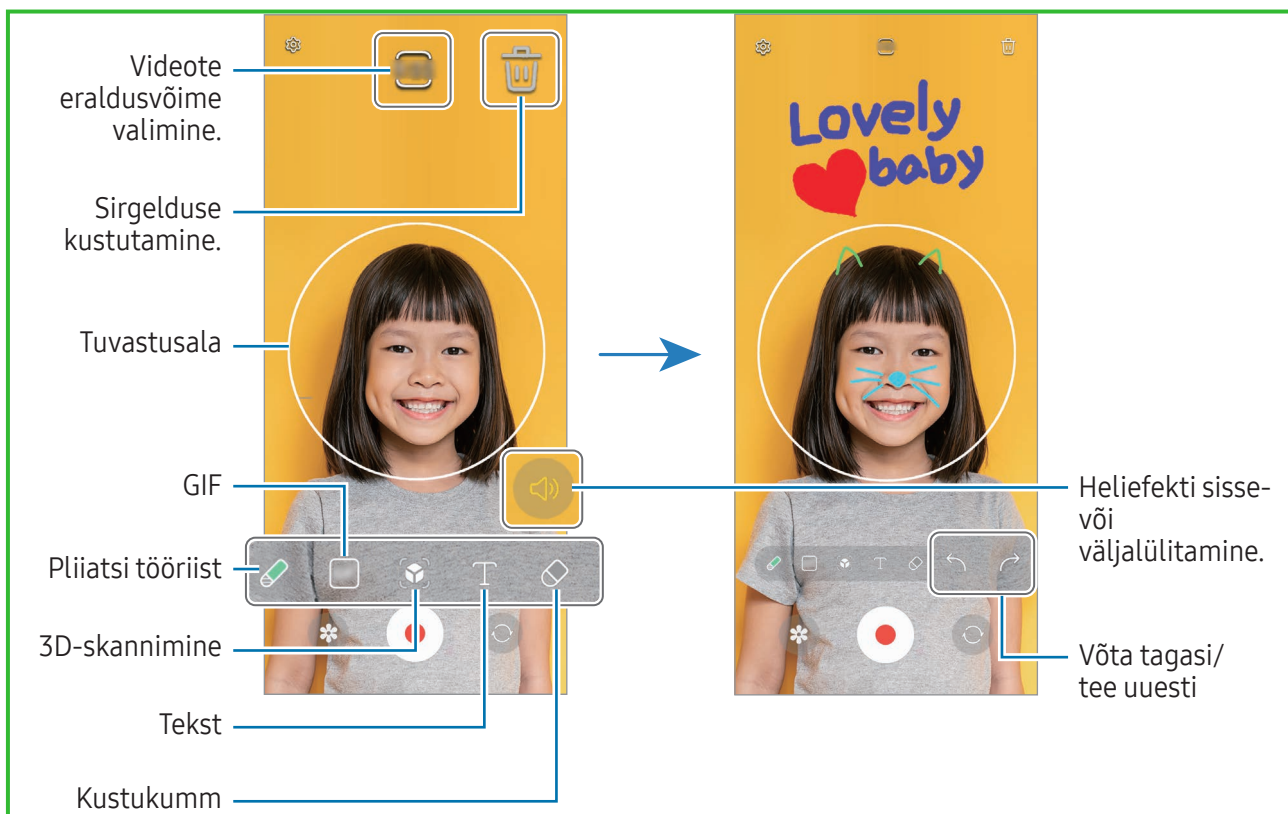 Videote
eraldusvõime
valimine.
Sirgelduse
kustutamine.
Tuvastusala
GIF
Pliiatsi tööriist
3D-skannimine
Tekst
Kustukumm
T
Lovely
baby
T
Heliefekti sisse-
või
väljalülitamine.
Võta tagasi/
tee uuesti